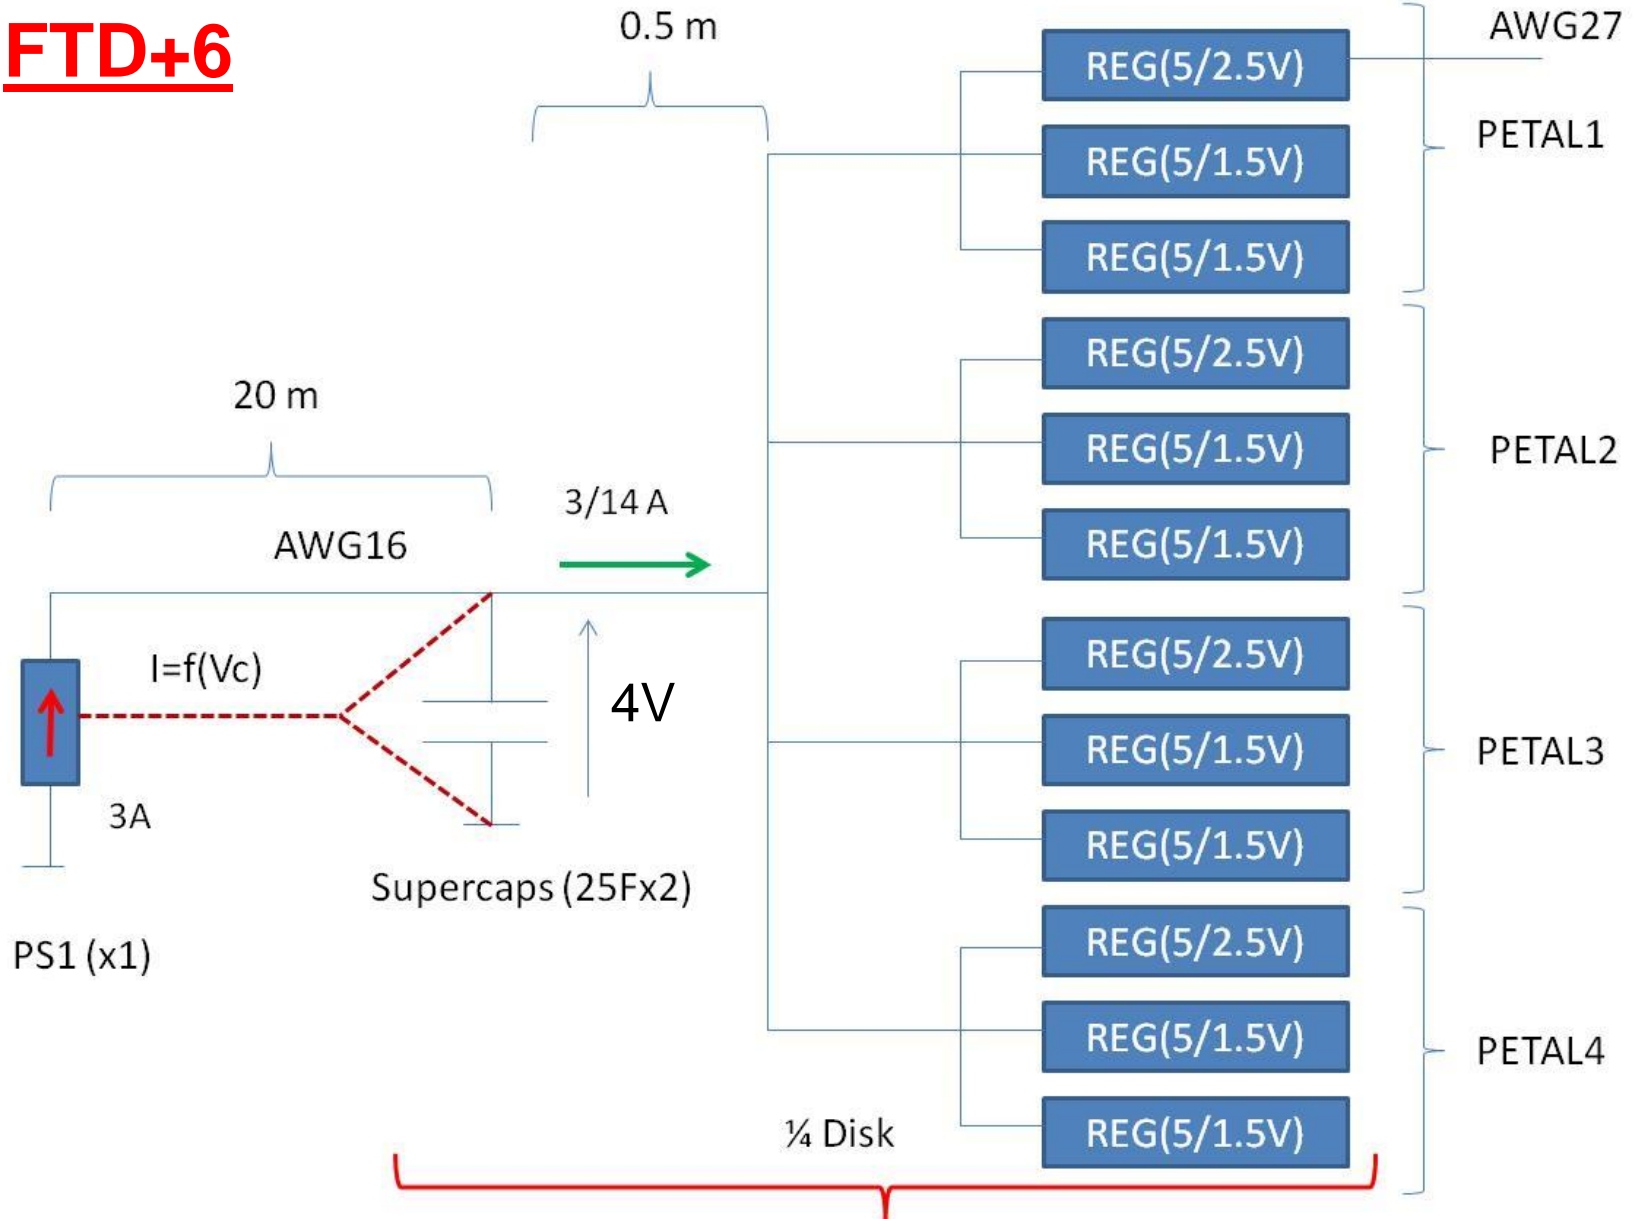 FTD+6
0.5 m
AWG27
REG(5/2.5V)
REG(5/1.5V)
REG(5/1.5V)
PETAL1
REG(5/2.5V)
REG(5/1.5V)
REG(5/1.5V)
PETAL2
20 m
AWG16
3/14 A
I=f(Vc)
4V
3A
Supercaps (25Fx2)
PS1 (x1)
REG(5/2.5V)
REG(5/1.5V)
REG(5/1.5V)
PETAL3
REG(5/2.5V)
REG(5/1.5V)
REG(5/1.5V)
PETAL4
¼ Disk